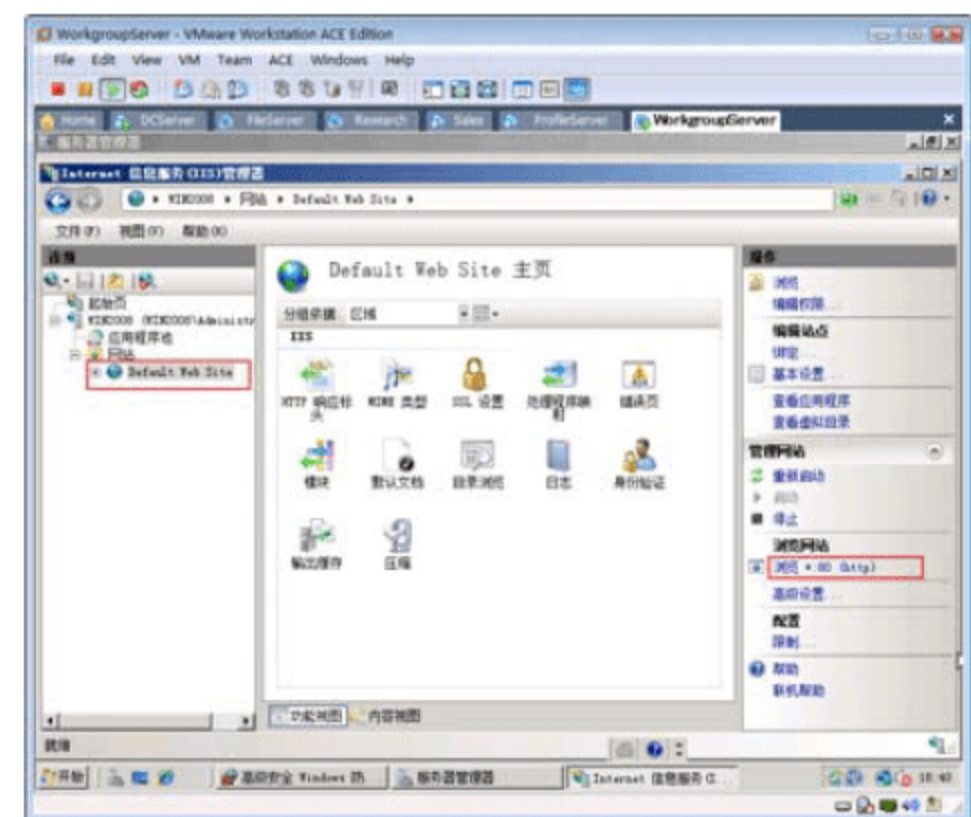 WorkgroupServer - VMware Workstation ACE Edition
File Edit View VM Team ACE Windows Help
Home DCServer FileServer Research Sales ProfileServer WorkgroupServer
服务器管理器
Internet 信息服务(IIS)管理器
WIN2008 网站 Default Web Site
文件(F) 视图(V) 帮助(H)
连接
起始页
WIN2008 (WIN2008\Administr
应用程序池
网站
Default Web Site
Default Web Site 主页
分组依据: 区域
IIS
HTTP 响应标头
MIME 类型
SSL 设置
处理程序映射
错误页
模块
默认文档
目录浏览
日志
身份验证
输出缓存
压缩
功能视图 内容视图
操作
浏览
编辑权限...
编辑站点
绑定...
基本设置...
查看应用程序
查看虚拟目录
管理网站
重新启动
启动
停止
浏览网站
浏览 *:80 (http)
高级设置...
配置
限制...
帮助
联机帮助
就绪
开始
高级安全 Windows 防
服务器管理器
Internet 信息服务(I...